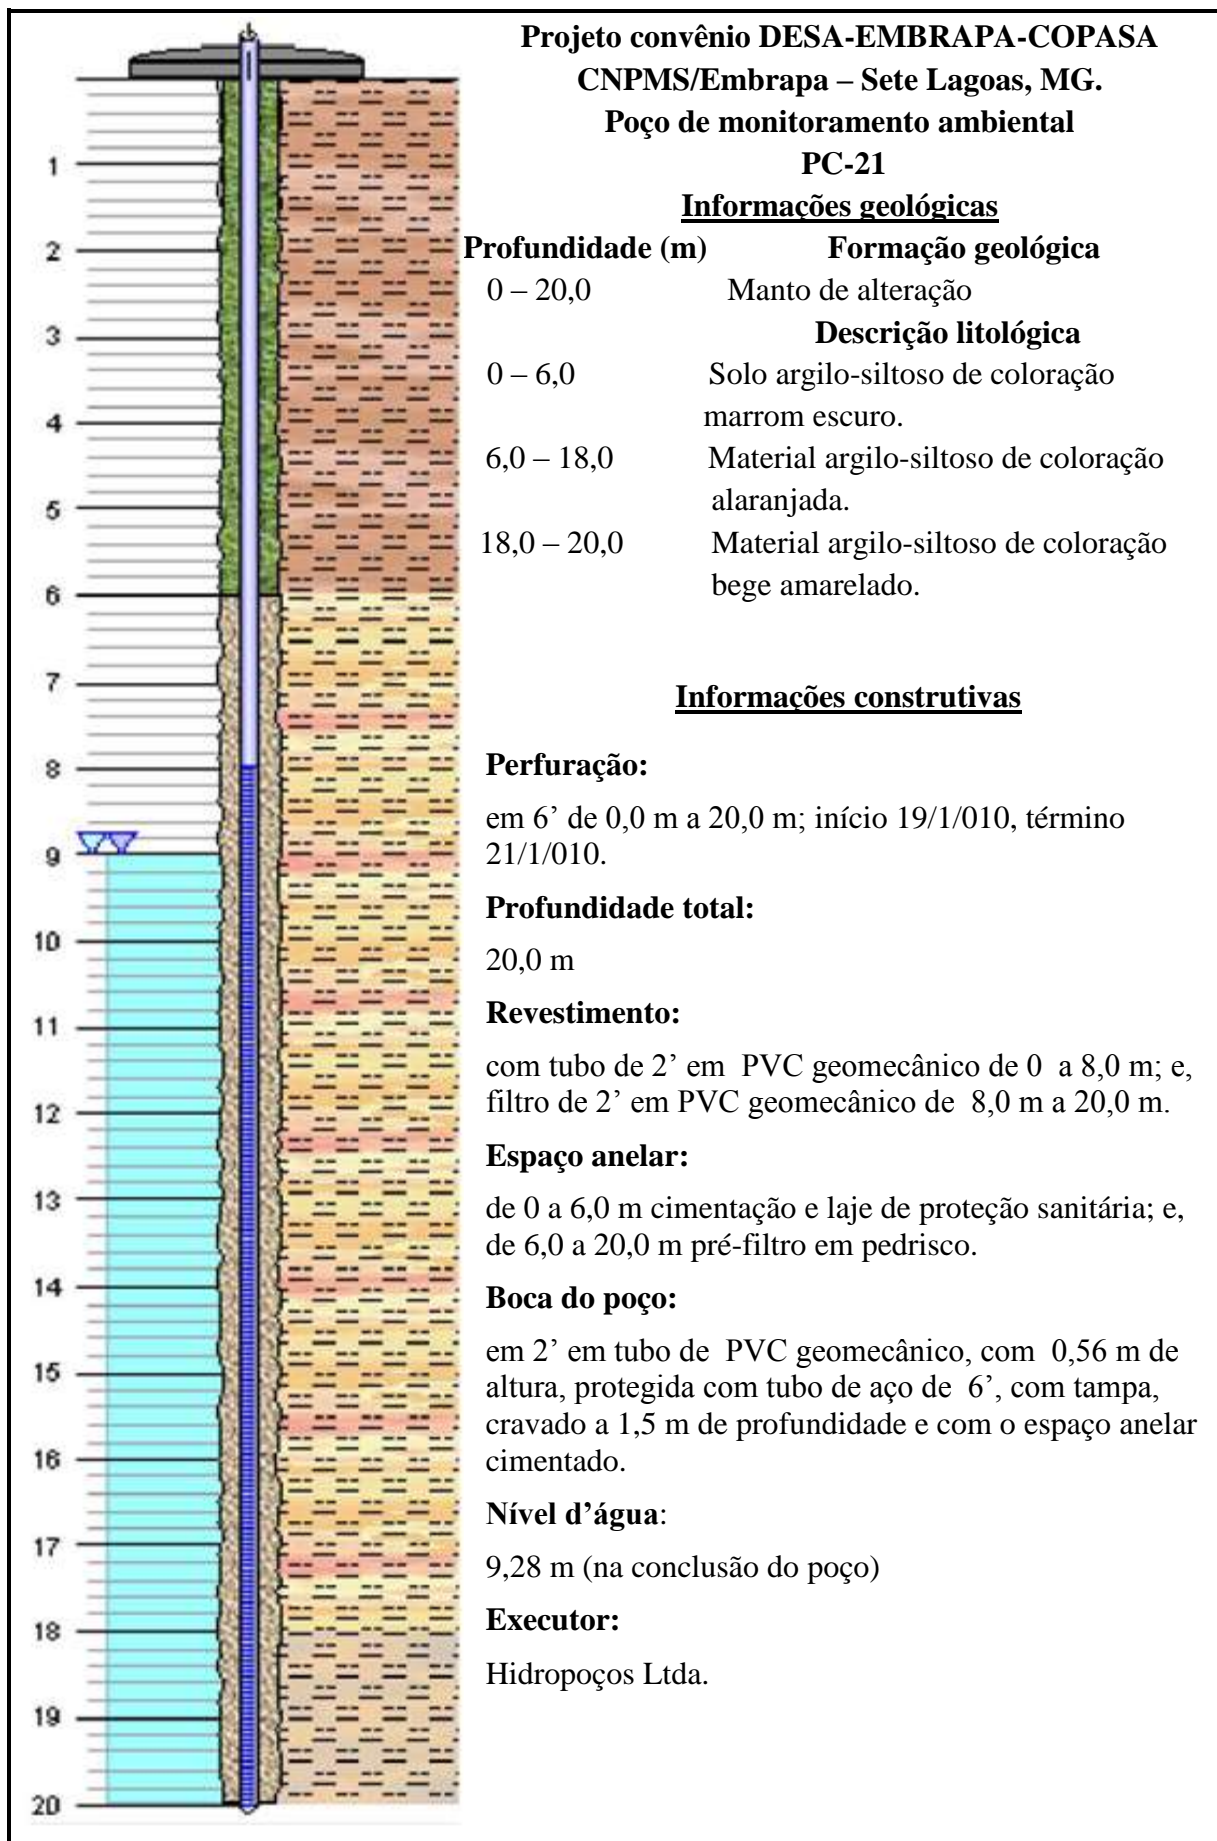 Projeto convênio DESA-EMBRAPA-COPASA
CNPMS/Embrapa – Sete Lagoas, MG.
Poço de monitoramento ambiental
PC-21
Informações geológicas
Profundidade (m) Formação geológica
0 – 20,0 Manto de alteração
Descrição litológica
0 – 6,0 Solo argilo-siltoso de coloração
marrom escuro.
6,0 – 18,0 Material argilo-siltoso de coloração
alaranjada.
18,0 – 20,0 Material argilo-siltoso de coloração
bege amarelado.
Informações construtivas
Perfuração:
em 6’ de 0,0 m a 20,0 m; início 19/1/010, término
21/1/010.
Profundidade total:
20,0 m
Revestimento:
com tubo de 2’ em PVC geomecânico de 0 a 8,0 m; e,
filtro de 2’ em PVC geomecânico de 8,0 m a 20,0 m.
Espaço anelar:
de 0 a 6,0 m cimentação e laje de proteção sanitária; e,
de 6,0 a 20,0 m pré-filtro em pedrisco.
Boca do poço:
em 2’ em tubo de PVC geomecânico, com 0,56 m de
altura, protegida com tubo de aço de 6’, com tampa,
cravado a 1,5 m de profundidade e com o espaço anelar
cimentado.
Nível d’água:
9,28 m (na conclusão do poço)
Executor:
Hidropoços Ltda.
1
2
3
4
5
6
7
8
9
10
11
12
13
14
15
16
17
18
19
20